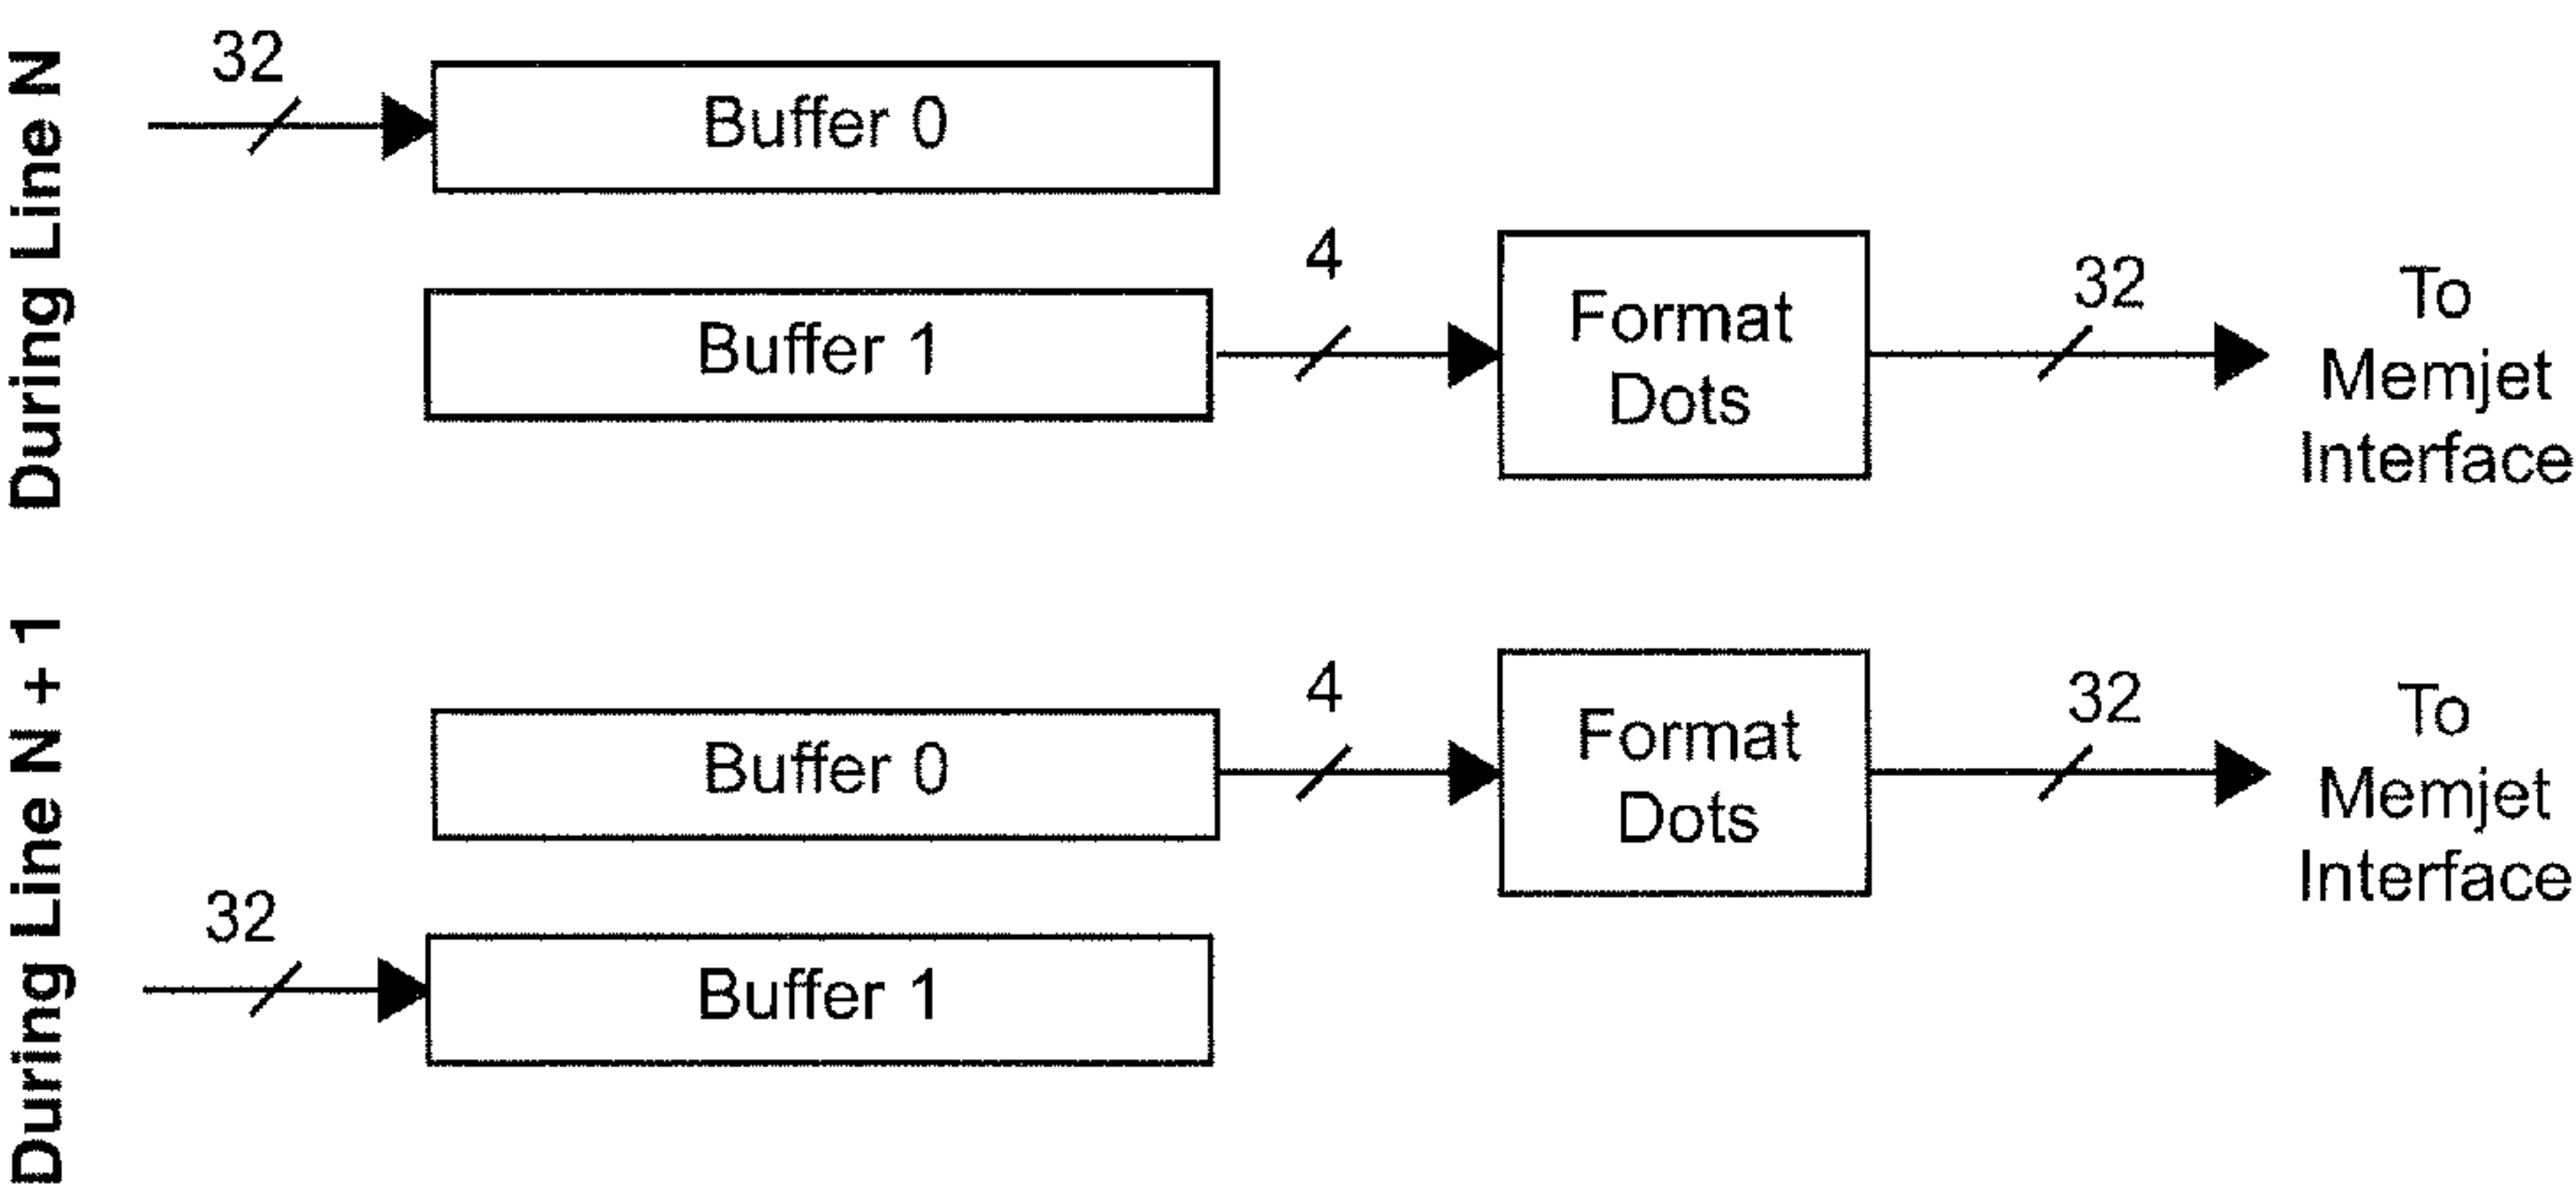 During Line N
32
Buffer 0
Buffer 1
4
Format
Dots
32
To
Memjet
Interface
During Line N + 1
Buffer 0
4
Format
Dots
32
To
Memjet
Interface
32
Buffer 1